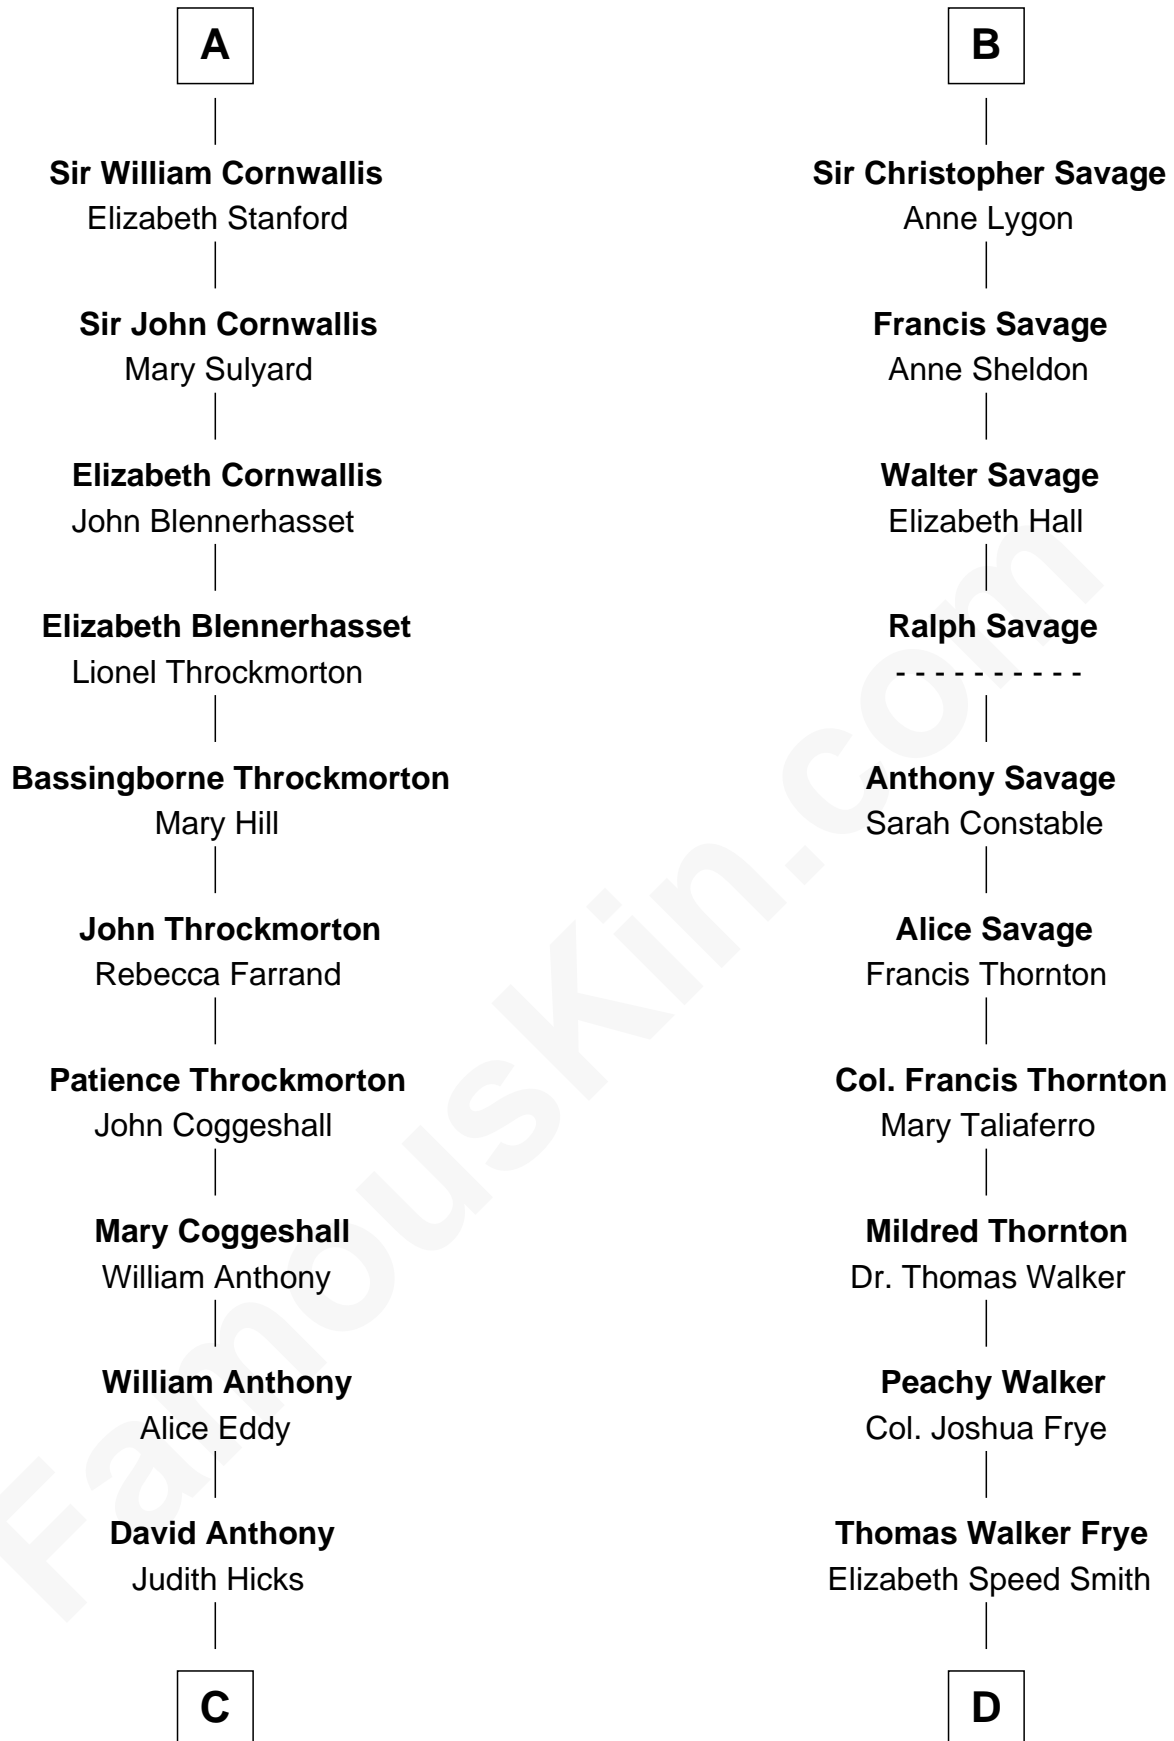 A
Sir William Cornwallis
Elizabeth Stanford
Sir John Cornwallis
Mary Sulyard
Elizabeth Cornwallis
John Blennerhasset
Elizabeth Blennerhasset
Lionel Throckmorton
Bassingborne Throckmorton
Mary Hill
John Throckmorton
Rebecca Farrand
Patience Throckmorton
John Coggeshall
Mary Coggeshall
William Anthony
William Anthony
Alice Eddy
David Anthony
Judith Hicks
C
B
Sir Christopher Savage
Anne Lygon
Francis Savage
Anne Sheldon
Walter Savage
Elizabeth Hall
Ralph Savage
- - - - - - - - - -
Anthony Savage
Sarah Constable
Alice Savage
Francis Thornton
Col. Francis Thornton
Mary Taliaferro
Mildred Thornton
Dr. Thomas Walker
Peachy Walker
Col. Joshua Frye
Thomas Walker Frye
Elizabeth Speed Smith
D
FamousKin.com